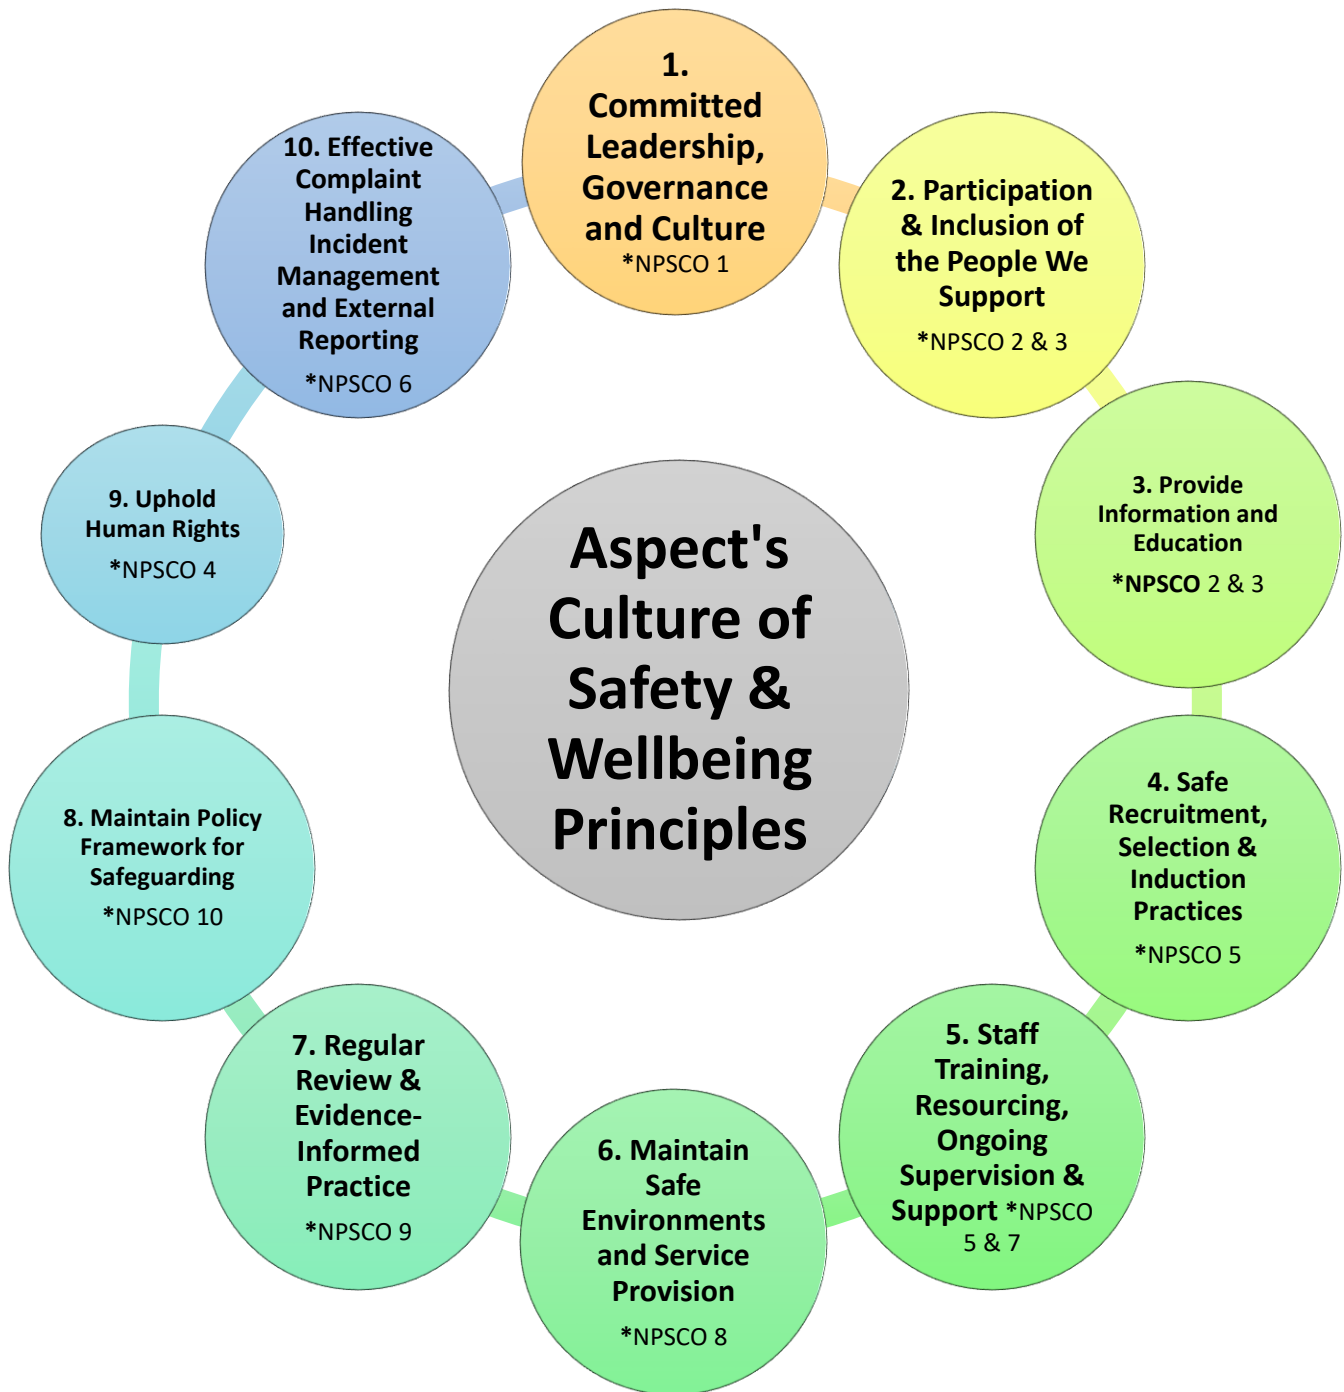 1.
Committed
Leadership,
Governance
and Culture
*NPSCO 1
2. Participation
& Inclusion of
the People We
Support
*NPSCO 2 & 3
3. Provide
Information and
Education
*NPSCO 2 & 3
4. Safe
Recruitment,
Selection &
Induction
Practices
*NPSCO 5
5. Staff
Training,
Resourcing,
Ongoing
Supervision &
Support *NPSCO
5 & 7
6. Maintain
Safe
Environments
and Service
Provision
*NPSCO 8
7. Regular
Review &
Evidence-
Informed
Practice
*NPSCO 9
8. Maintain Policy
Framework for
Safeguarding
*NPSCO 10
9. Uphold
Human Rights
*NPSCO 4
10. Effective
Complaint
Handling
Incident
Management
and External
Reporting
*NPSCO 6
Aspect's
Culture of
Safety &
Wellbeing
Principles